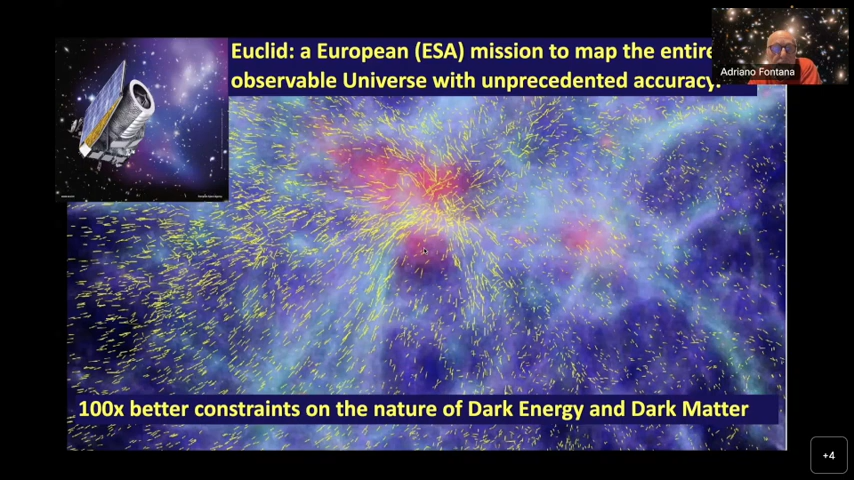 Euclid: a European (ESA) mission to map the entire
observable Universe with unprecedented accuracy.
Adriano Fontana
100x better constraints on the nature of Dark Energy and Dark Matter
+4